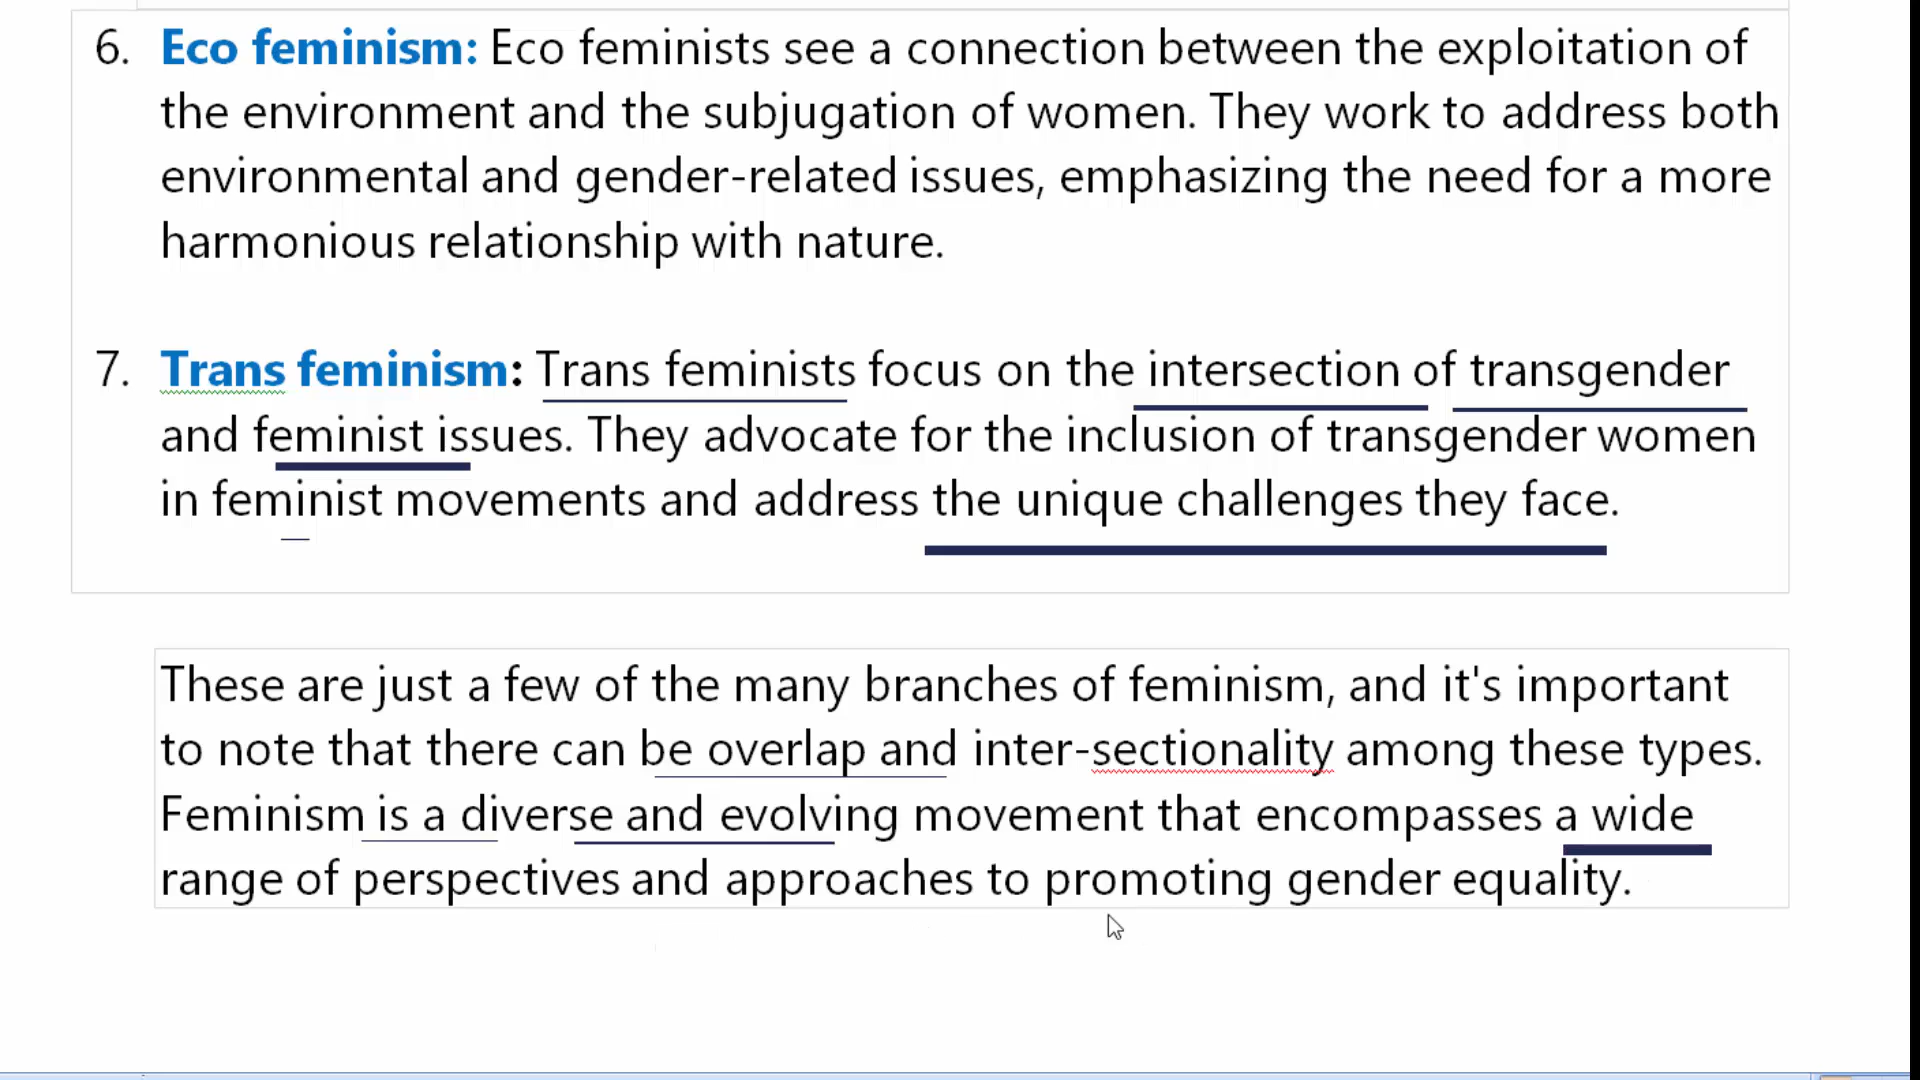 6. Eco feminism: Eco feminists see a connection between the exploitation of
the environment and the subjugation of women. They work to address both
environmental and gender-related issues, emphasizing the need for a more
harmonious relationship with nature.
7. Trans feminism: Trans feminists focus on the intersection of transgender
and feminist issues. They advocate for the inclusion of transgender women
in feminist movements and address the unique challenges they face.
These are just a few of the many branches of feminism, and it's important
to note that there can be overlap and inter-sectionality among these types.
Feminism is a diverse and evolving movement that encompasses a wide
range of perspectives and approaches to promoting gender equality.